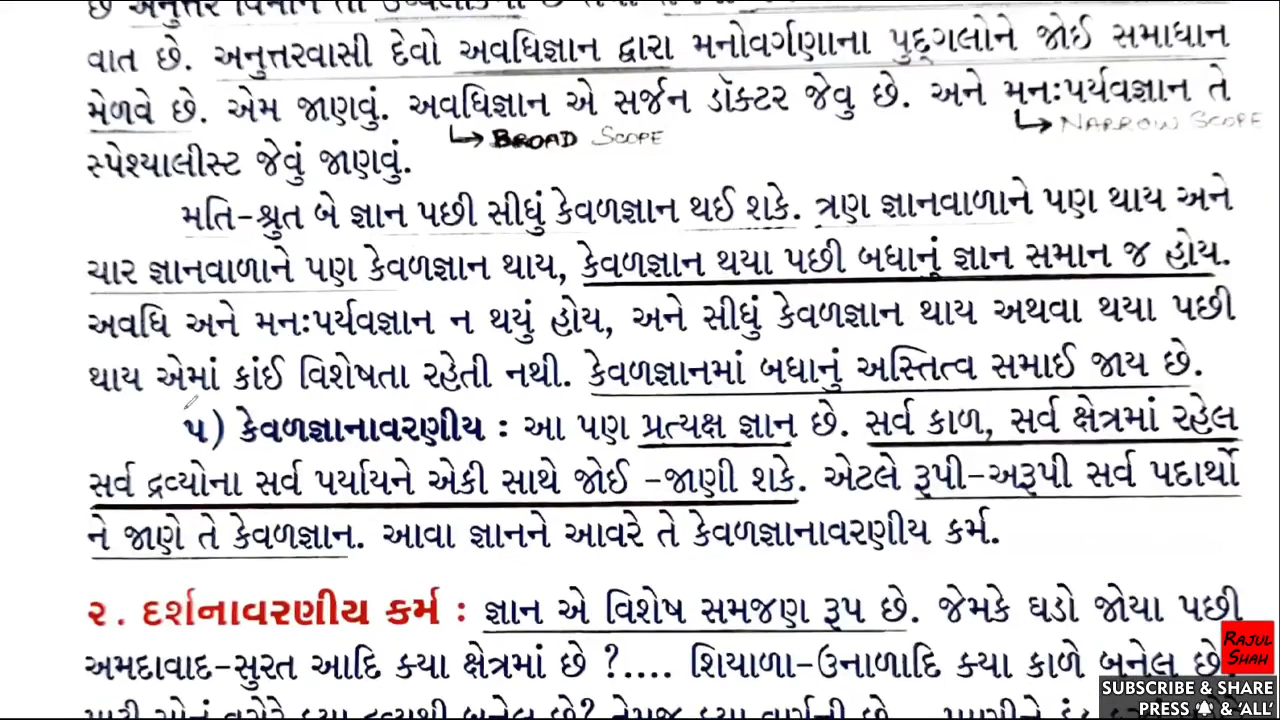 છે અનુત્તર વિમાન તો
વાત છે. અનુત્તરવાસી દેવો અવધિજ્ઞાન દ્વારા મનોવર્ગણાના પુદ્ગલોને જોઈ સમાધાન
મેળવે છે. એમ જાણવું. અવધિજ્ઞાન એ સર્જન ડૉક્ટર જેવુ છે. અને મનઃપર્યવજ્ઞાન તે
↳ BROAD SCOPE ↳ NARROW SCOPE
સ્પેશ્યાલીસ્ટ જેવું જાણવું.
મતિ-શ્રુત બે જ્ઞાન પછી સીધું કેવળજ્ઞાન થઈ શકે. ત્રણ જ્ઞાનવાળાને પણ થાય અને
ચાર જ્ઞાનવાળાને પણ કેવળજ્ઞાન થાય, કેવળજ્ઞાન થયા પછી બધાનું જ્ઞાન સમાન જ હોય.
અવધિ અને મનઃપર્યવજ્ઞાન ન થયું હોય, અને સીધું કેવળજ્ઞાન થાય અથવા થયા પછી
થાય એમાં કાંઈ વિશેષતા રહેતી નથી. કેવળજ્ઞાનમાં બધાનું અસ્તિત્વ સમાઈ જાય છે.
૫) કેવળજ્ઞાનાવરણીય : આ પણ પ્રત્યક્ષ જ્ઞાન છે. સર્વ કાળ, સર્વ ક્ષેત્રમાં રહેલ
સર્વ દ્રવ્યોના સર્વ પર્યાયને એકી સાથે જોઈ -જાણી શકે. એટલે રૂપી-અરૂપી સર્વ પદાર્થો
ને જાણે તે કેવળજ્ઞાન. આવા જ્ઞાનને આવરે તે કેવળજ્ઞાનાવરણીય કર્મ.
૨. દર્શનાવરણીય કર્મ : જ્ઞાન એ વિશેષ સમજણ રૂપ છે. જેમકે ઘડો જોયા પછી
અમદાવાદ-સુરત આદિ ક્યા ક્ષેત્રમાં છે ?.... શિયાળા-ઉનાળાદિ ક્યા કાળે બનેલ છે
RAJUL
SHAH
SUBSCRIBE & SHARE
PRESS & 'ALL'